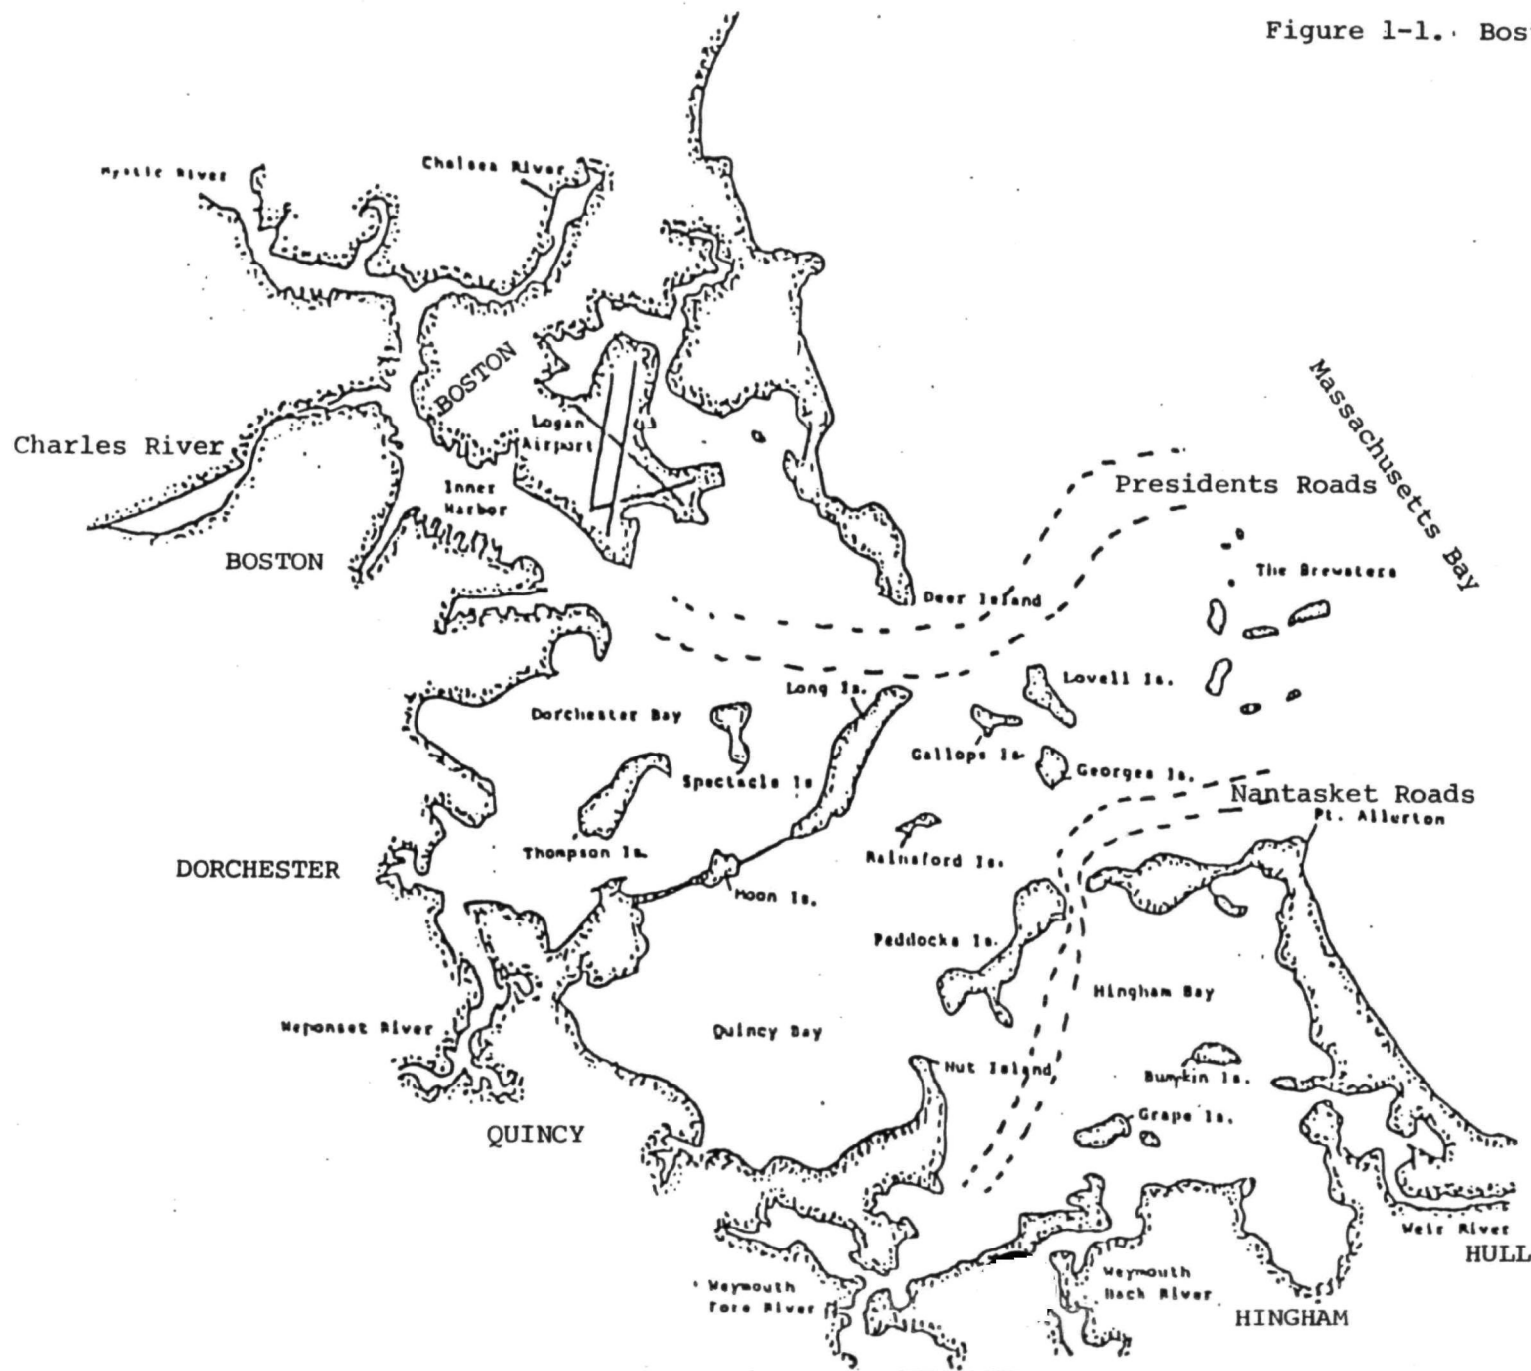 Figure 1-1. Bos
Mystic River
Chelsea River
BOSTON
Logan
Airport
Charles River
Inner
Harbor
BOSTON
Massachusetts Bay
Presidents Roads
The Brewsters
Deer Island
Long Is.
Lovell Is.
Dorchester Bay
Gallops Is
Spectacle Is
Georges Is.
Nantasket Roads
Pt. Allerton
Thompson Is.
Rainsford Is.
DORCHESTER
Moon Is.
Peddocks Is.
Hingham Bay
Neponset River
Quincy Bay
Nut Island
Bumkin Is.
Grape Is.
QUINCY
Weir River
HULL
Weymouth
Fore River
Weymouth
Back River
HINGHAM